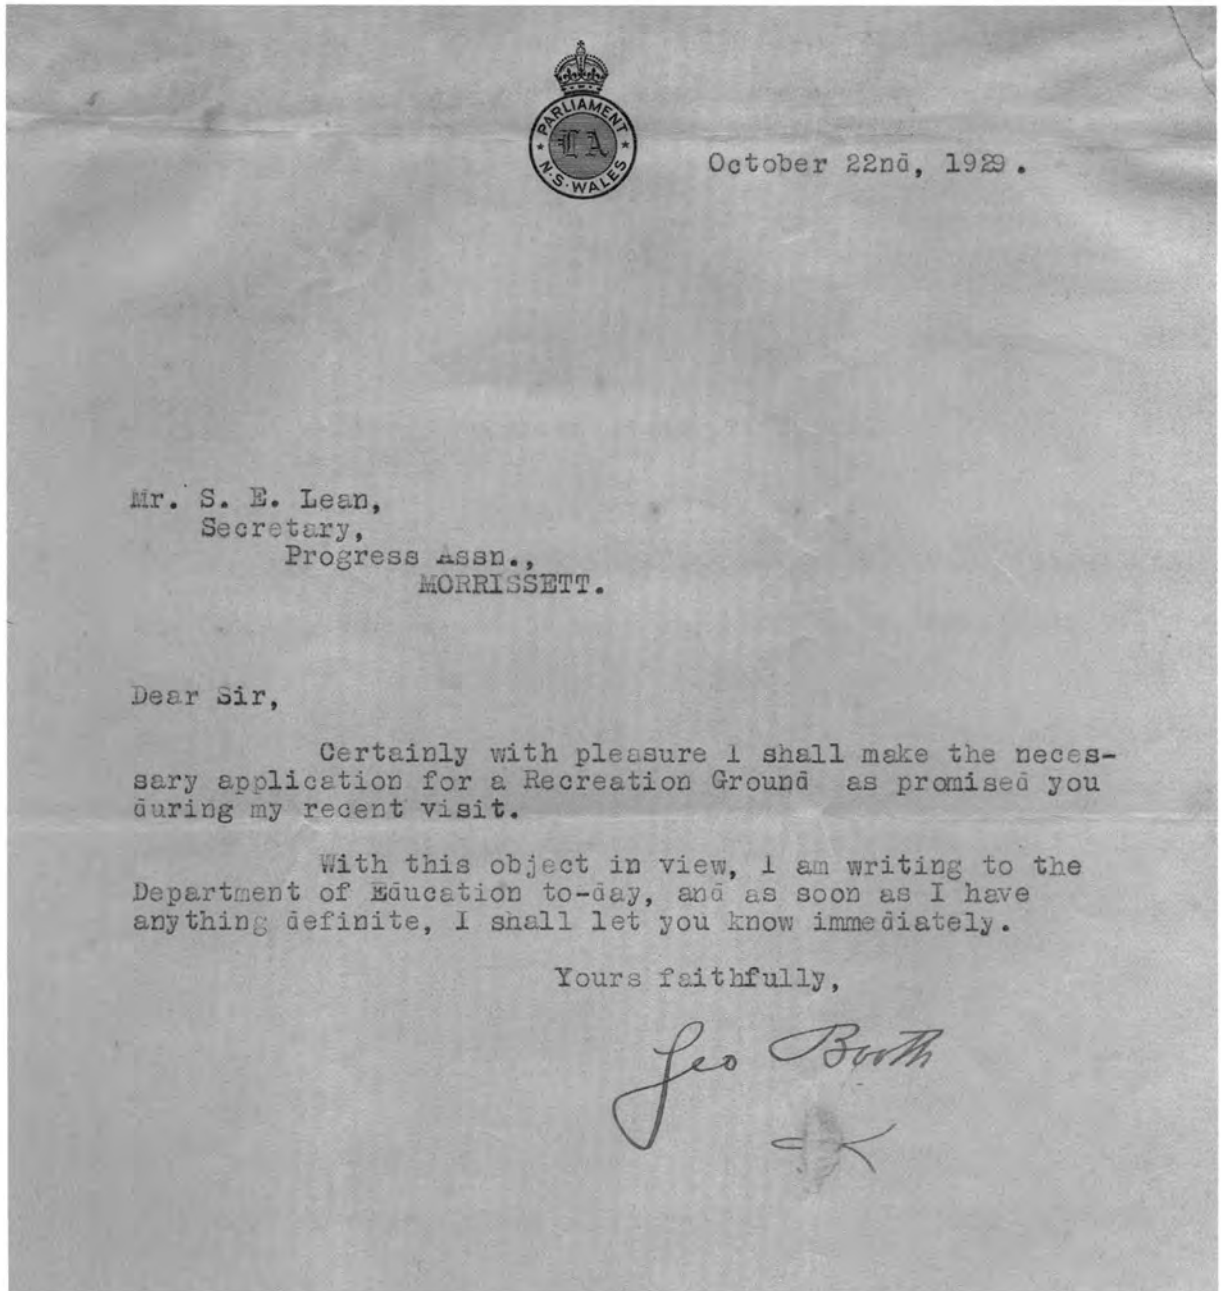 PARLIAMENT
LA
N.S.WALES
October 22nd, 1929.
Mr. S. E. Lean,
Secretary,
Progress Assn.,
MORRISSETT.
Dear Sir,
Certainly with pleasure I shall make the neces-
sary application for a Recreation Ground as promised you
during my recent visit.
With this object in view, I am writing to the
Department of Education to-day, and as soon as I have
anything definite, I shall let you know immediately.
Yours faithfully,
Geo Booth